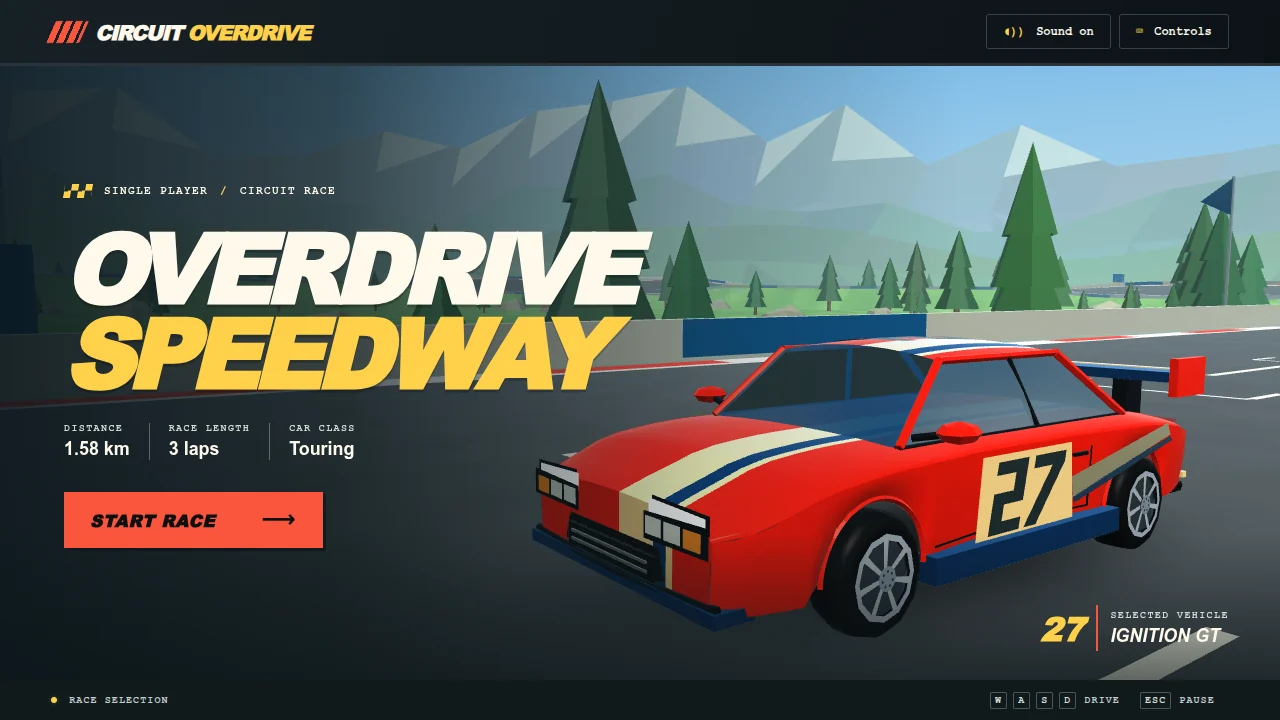 CIRCUIT OVERDRIVE
Sound on
Controls
SINGLE PLAYER / CIRCUIT RACE
OVERDRIVE
SPEEDWAY
DISTANCE
1.58 km
RACE LENGTH
3 laps
CAR CLASS
Touring
START RACE →
27
27
SELECTED VEHICLE
IGNITION GT
RACE SELECTION
W A S D DRIVE
ESC PAUSE